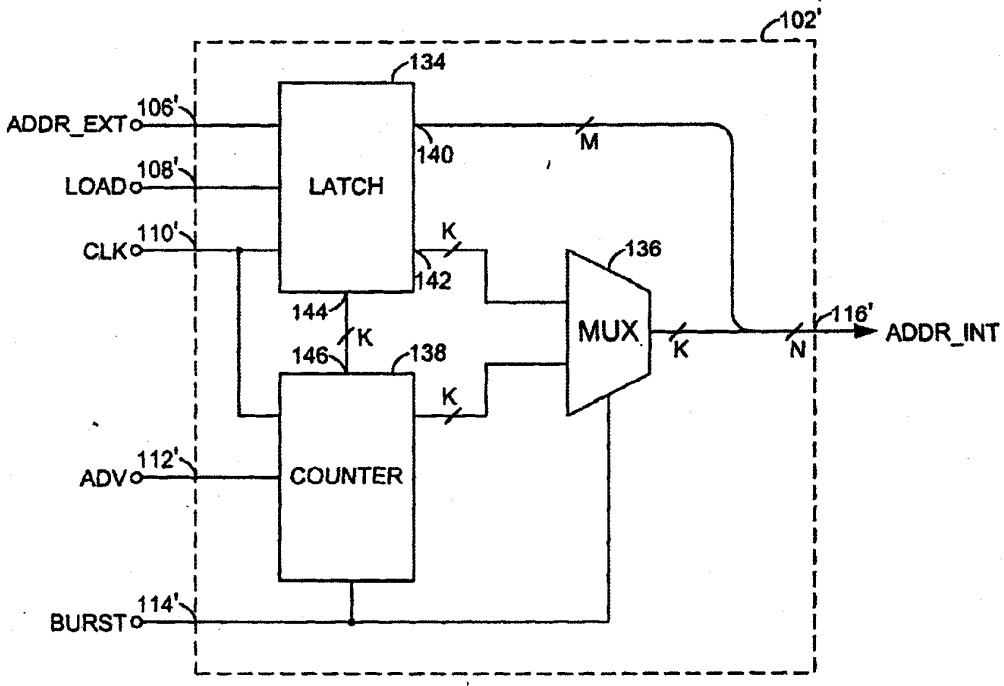 102'
134
ADDR_EXT 106'
140
M
LOAD 108'
LATCH
CLK 110'
K
142
136
144
MUX
K
116'
ADDR_INT
K
N
146
138
K
ADV 112'
COUNTER
BURST 114'